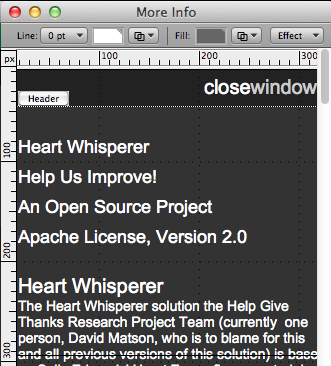 More Info
Line: 0 pt Fill: Effect
px 100 200 300
closewindow
Header
100
Heart Whisperer
Help Us Improve!
An Open Source Project
Apache License, Version 2.0
200
Heart Whisperer
The Heart Whisperer solution the Help Give
Thanks Research Project Team (currently one
person, David Matson, who is to blame for this
and all previous versions of this solution) is base
300